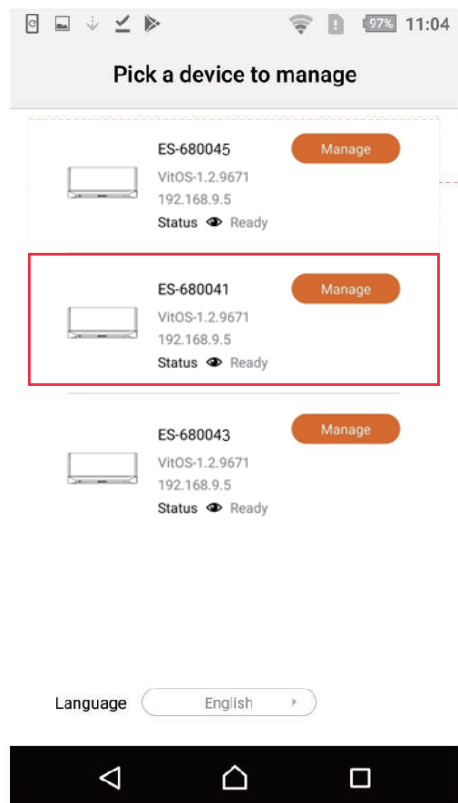 97% 11:04
Pick a device to manage
ES-680045 Manage
VitOS-1.2.9671
192.168.9.5
Status Ready
ES-680041 Manage
VitOS-1.2.9671
192.168.9.5
Status Ready
ES-680043 Manage
VitOS-1.2.9671
192.168.9.5
Status Ready
Language English